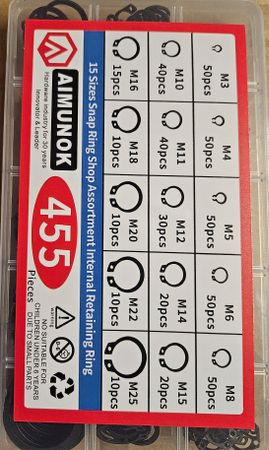 AIMUNOK
Hardware industry for 30 years
Innovator & Leader
455
Pieces
warning
NO SUITABLE FOR
CHILDREN UNDER 6 YEARS
DUE TO SMALL PARTS
15 Sizes Snap Ring Shop Assortment Internal Retaining Ring
M3
50pcs
M4
50pcs
M5
50pcs
M6
50pcs
M8
50pcs
M10
40pcs
M11
40pcs
M12
30pcs
M14
20pcs
M15
20pcs
M16
15pcs
M18
10pcs
M20
10pcs
M22
10pcs
M25
10pcs